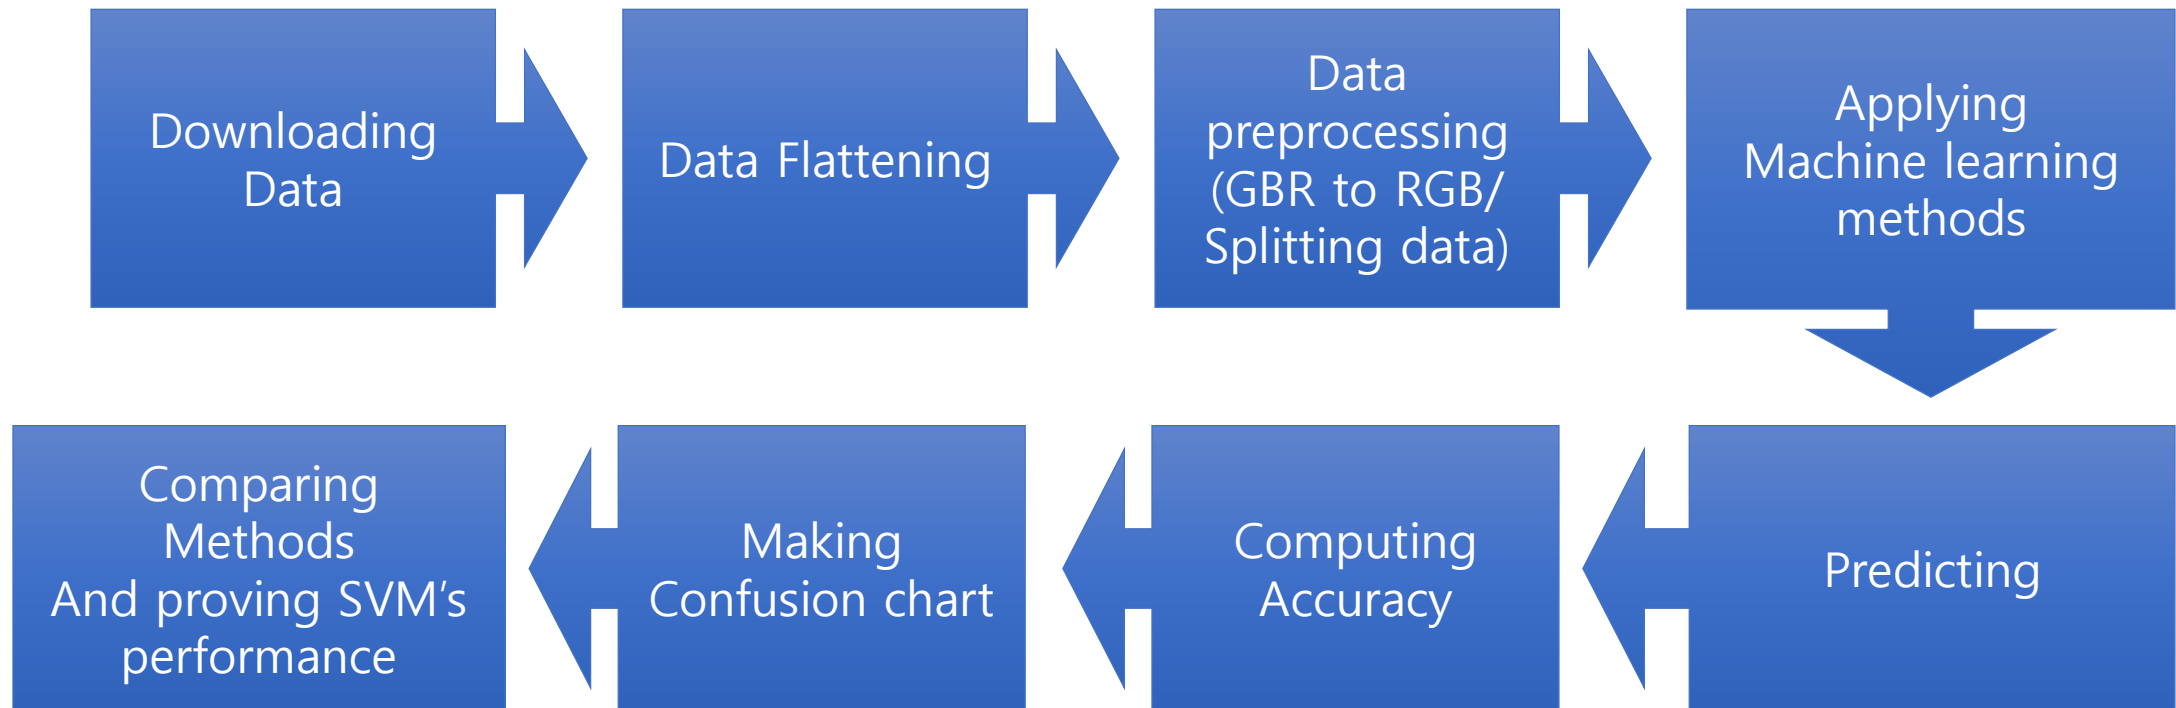 Downloading
Data
Data Flattening
Data
preprocessing
(GBR to RGB/
Splitting data)
Applying
Machine learning
methods
Predicting
Computing
Accuracy
Making
Confusion chart
Comparing
Methods
And proving SVM’s
performance